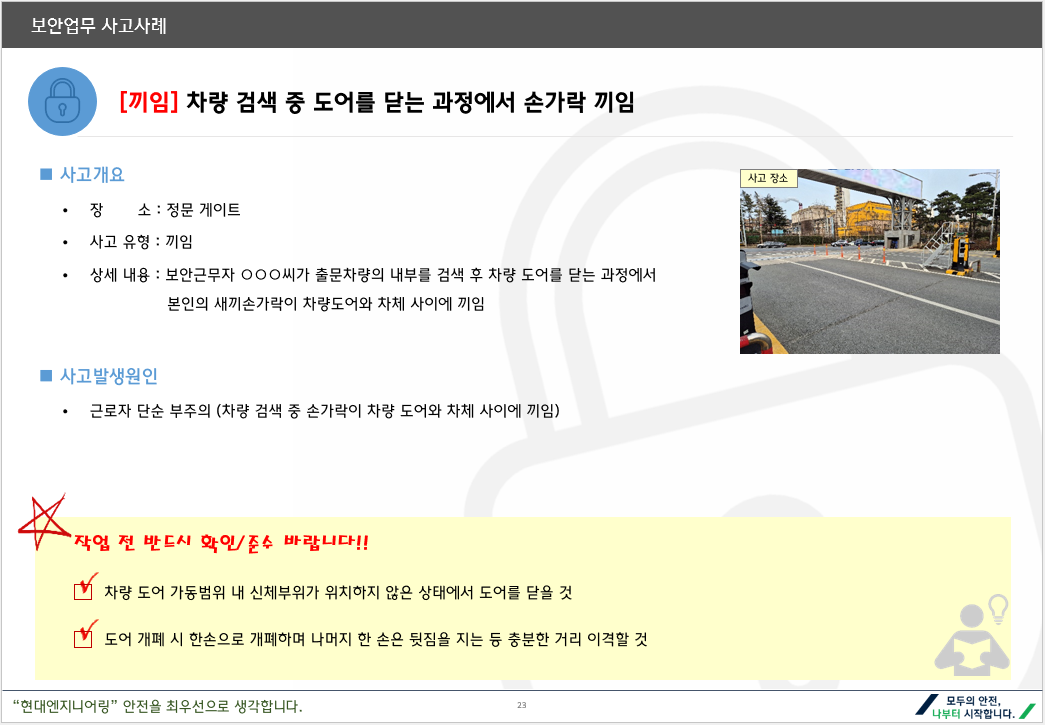 보안업무 사고사례
[끼임] 차량 검색 중 도어를 닫는 과정에서 손가락 끼임
■ 사고개요
• 장 소 : 정문 게이트
• 사고 유형 : 끼임
• 상세 내용 : 보안근무자 ○○○씨가 출문차량의 내부를 검색 후 차량 도어를 닫는 과정에서
본인의 새끼손가락이 차량도어와 차체 사이에 끼임
사고 장소
■ 사고발생원인
• 근로자 단순 부주의 (차량 검색 중 손가락이 차량 도어와 차체 사이에 끼임)
작업 전 반드시 확인/준수 바랍니다!!
차량 도어 가동범위 내 신체부위가 위치하지 않은 상태에서 도어를 닫을 것
도어 개폐 시 한손으로 개폐하며 나머지 한 손은 뒷짐을 지는 등 충분한 거리 이격할 것
“현대엔지니어링” 안전을 최우선으로 생각합니다.
23
모두의 안전,
나부터 시작합니다.